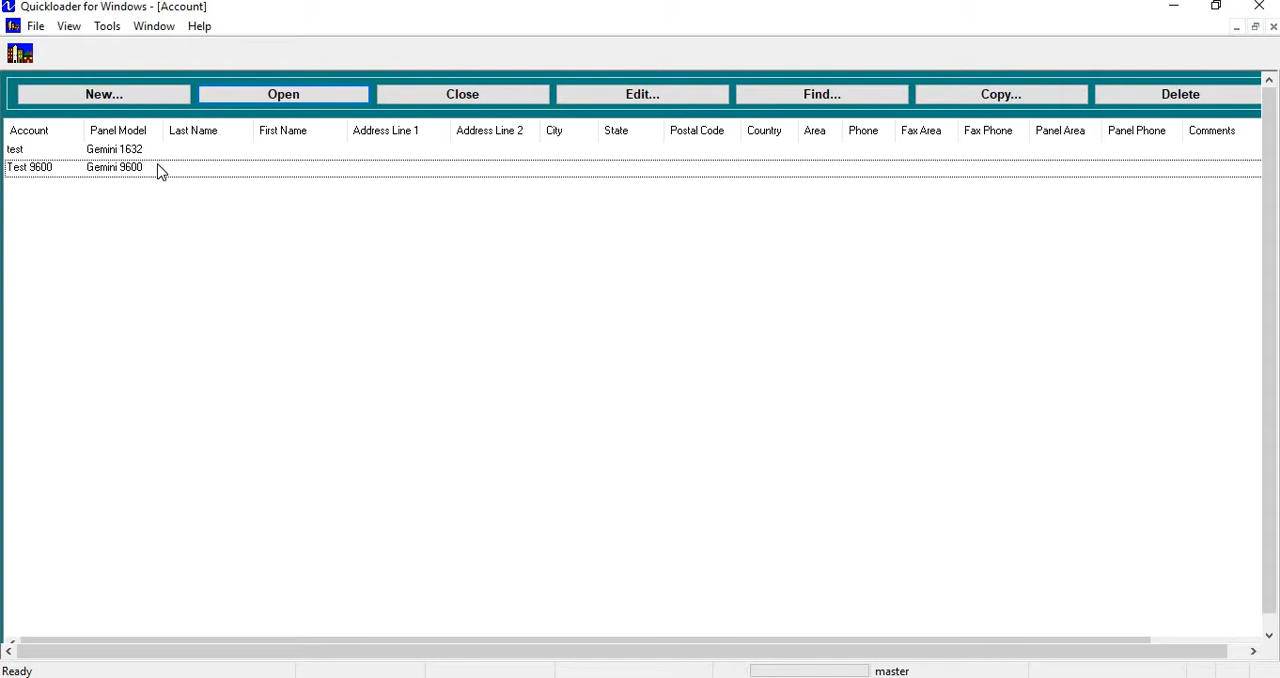 Quickloader for Windows - [Account]
File View Tools Window Help
New... Open Close Edit... Find... Copy... Delete
Account Panel Model Last Name First Name Address Line 1 Address Line 2 City State Postal Code Country Area Phone Fax Area Fax Phone Panel Area Panel Phone Comments
test Gemini 1632
Test 9600 Gemini 9600
Ready master